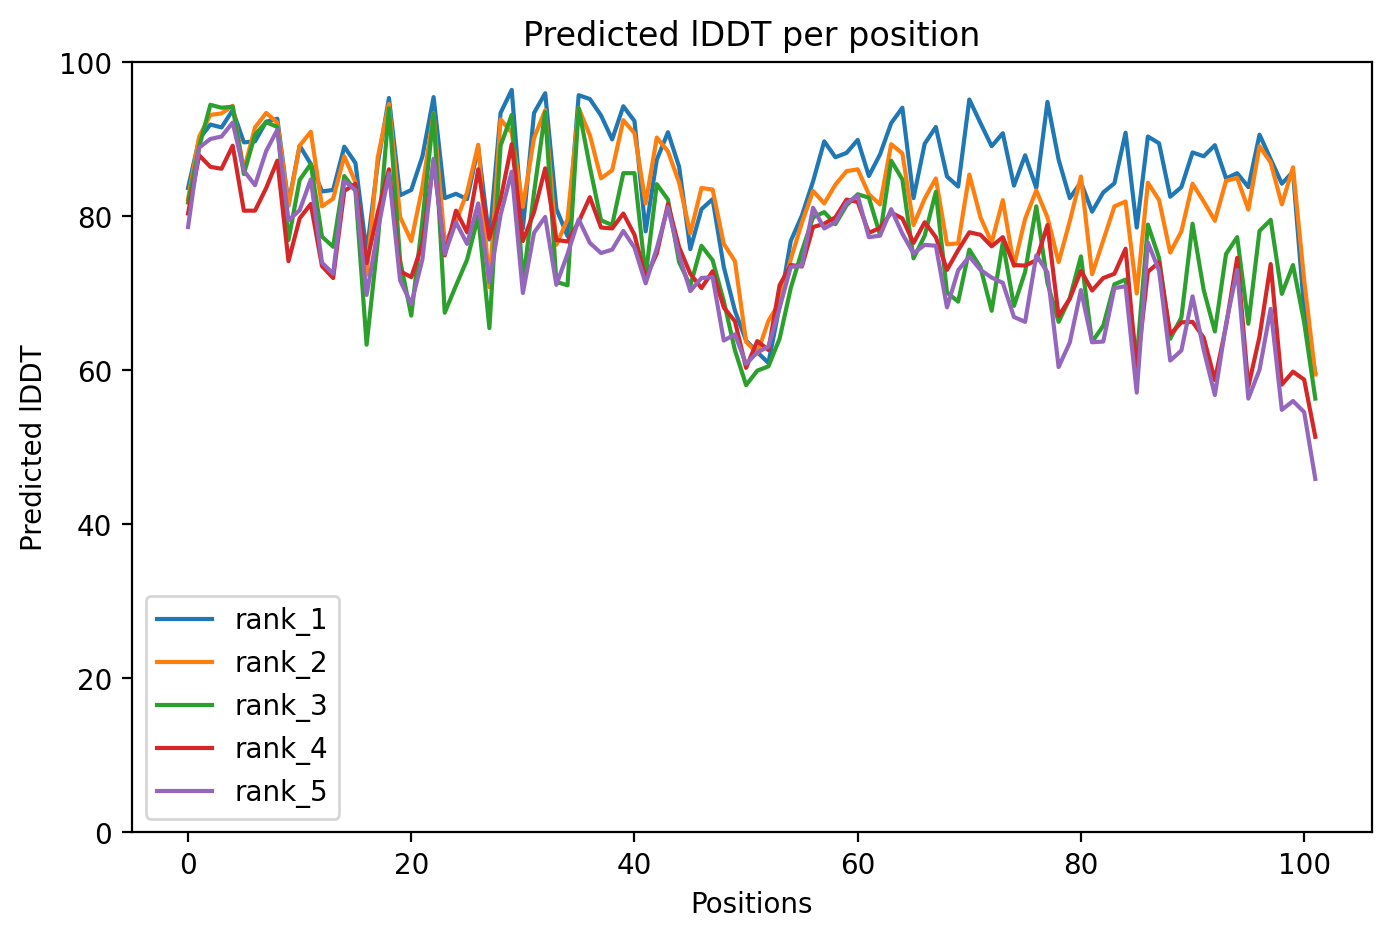 Predicted lDDT per position
100
80
60
40
20
0
Predicted lDDT
rank_1
rank_2
rank_3
rank_4
rank_5
0 20 40 60 80 100
Positions